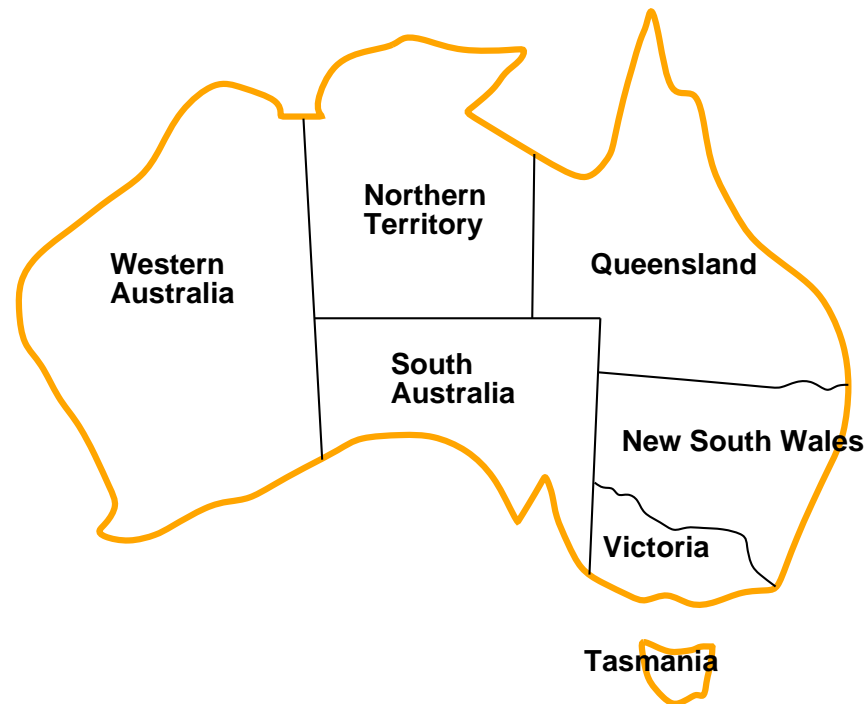 Northern
Territory
Western
Australia
Queensland
South
Australia
New South Wales
Victoria
Tasmania